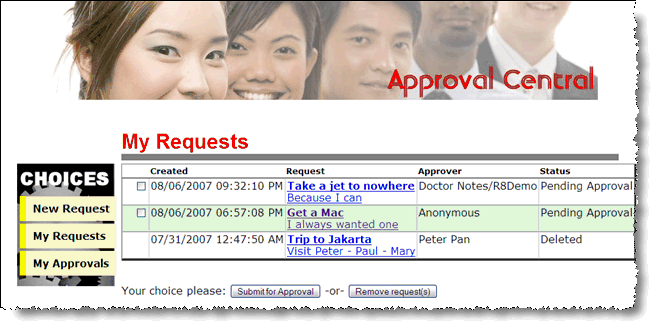 Approval Central
My Requests
CHOICES
New Request
My Requests
My Approvals
Created Request Approver Status
08/06/2007 09:32:10 PM Take a jet to nowhere Doctor Notes/R8Demo Pending Approval
Because I can
08/06/2007 06:57:08 PM Get a Mac Anonymous Pending Approval
I always wanted one
07/31/2007 12:47:50 AM Trip to Jakarta Peter Pan Deleted
Visit Peter - Paul - Mary
Your choice please: Submit for Approval -or- Remove request(s)